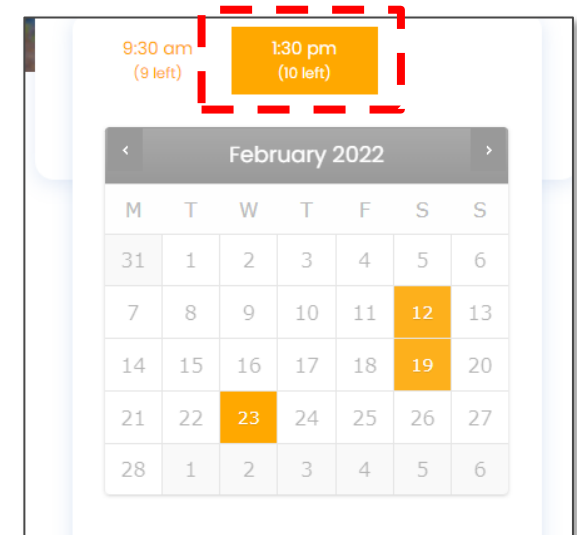 9:30 am 1:30 pm
(9 left) (10 left)
‹ February 2022 ›
M T W T F S S
31 1 2 3 4 5 6
7 8 9 10 11 12 13
14 15 16 17 18 19 20
21 22 23 24 25 26 27
28 1 2 3 4 5 6